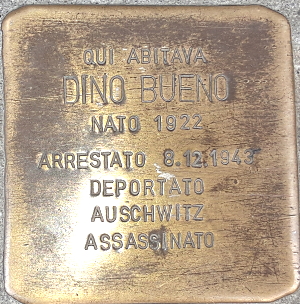 QUI ABITAVA
DINO BUENO
NATO 1922
ARRESTATO 8.12.1943
DEPORTATO
AUSCHWITZ
ASSASSINATO